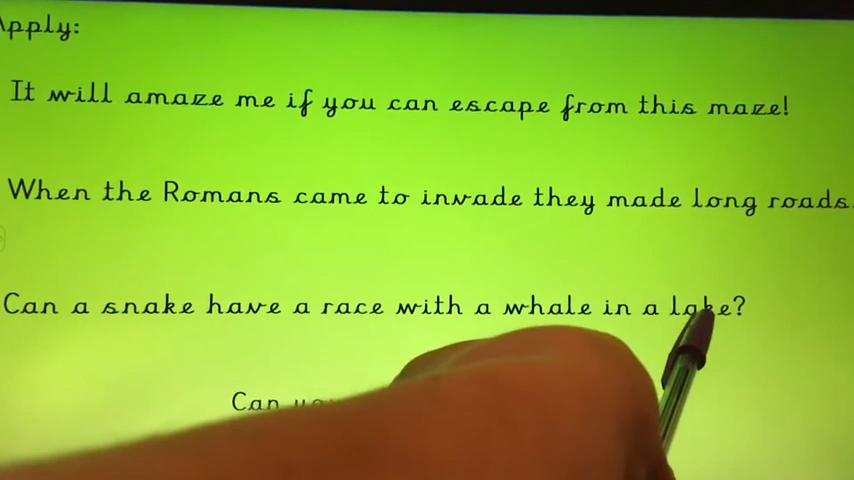 Apply:
It will amaze me if you can escape from this maze!
When the Romans came to invade they made long roads.
Can a snake have a race with a whale in a lake?
Can